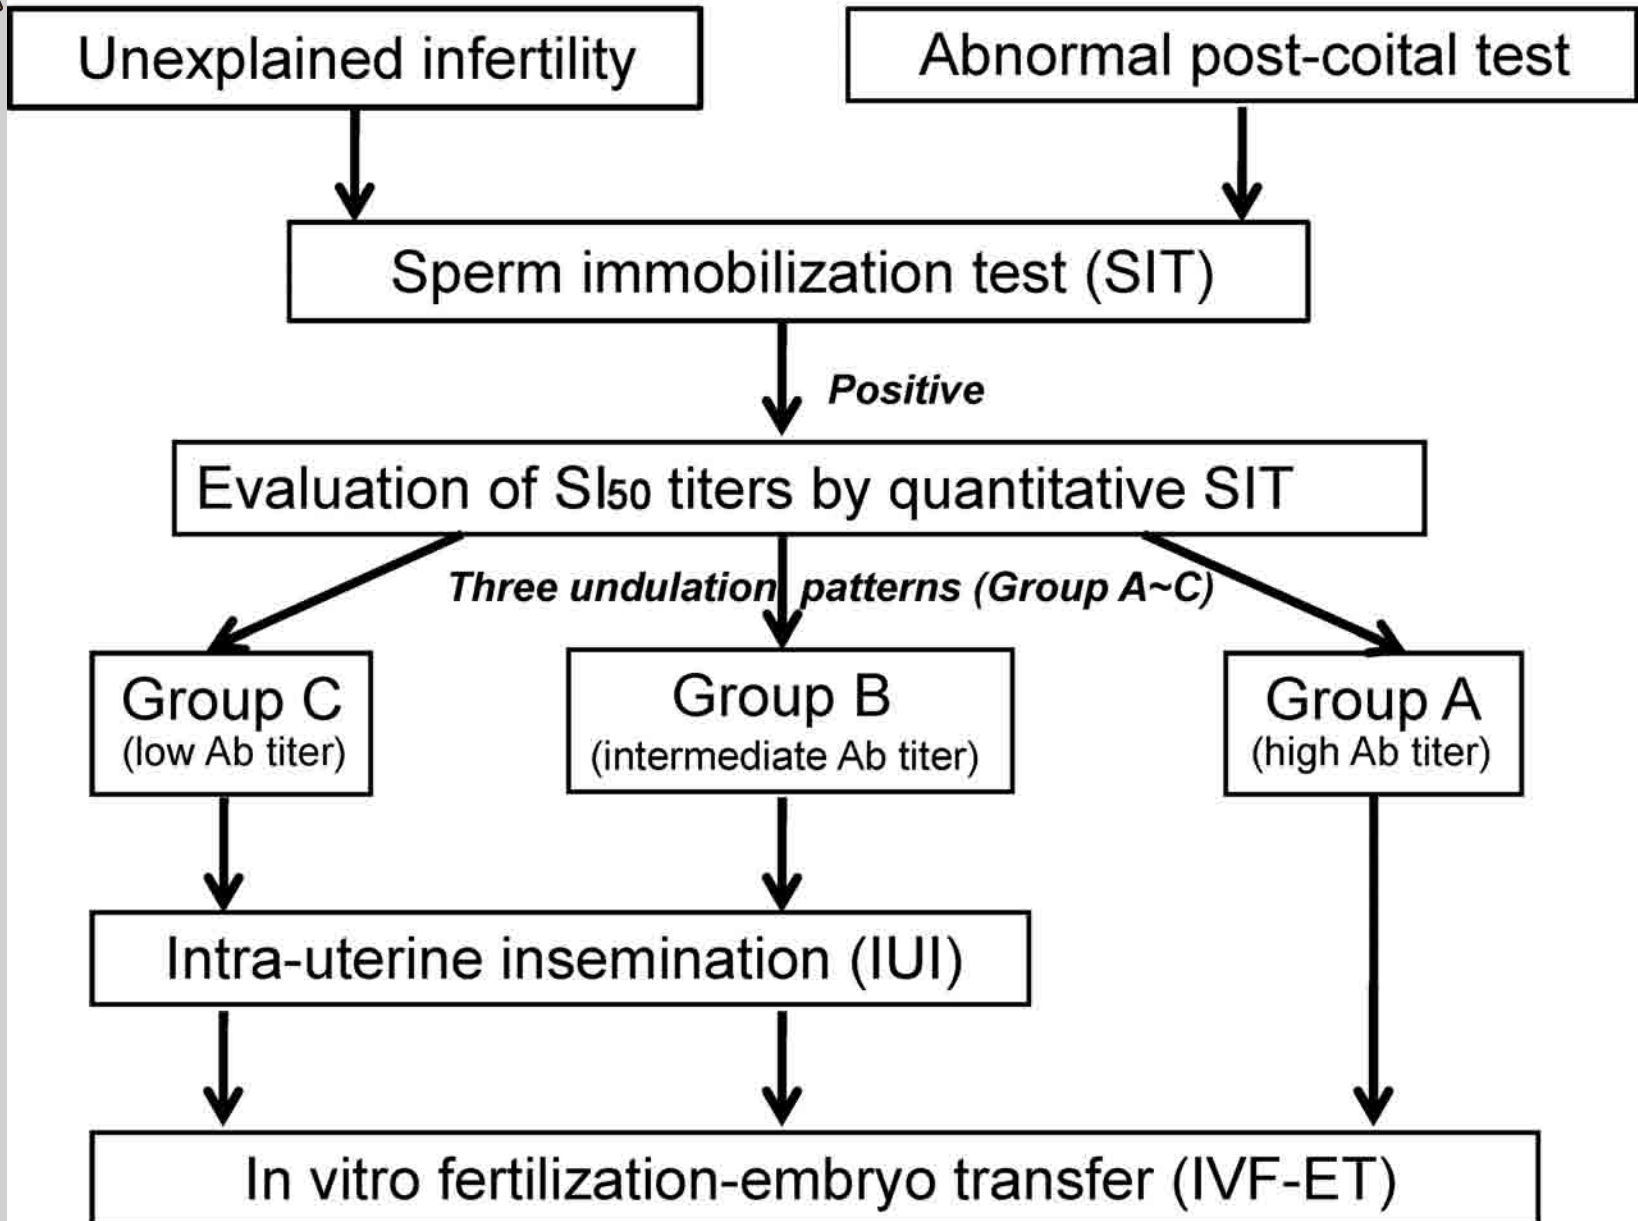 Unexplained infertility
Abnormal post-coital test
Sperm immobilization test (SIT)
Positive
Evaluation of SI50 titers by quantitative SIT
Three undulation patterns (Group A~C)
Group C
(low Ab titer)
Group B
(intermediate Ab titer)
Group A
(high Ab titer)
Intra-uterine insemination (IUI)
In vitro fertilization-embryo transfer (IVF-ET)